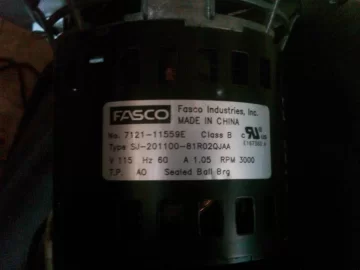 FASCO Fasco Industries, Inc.
MADE IN CHINA
No. 7121-11559E Class B
Type SJ-201100-81R02QJAA
V 115 Hz 60 A 1.05 RPM 3000
T.P. AO Sealed Ball Brg